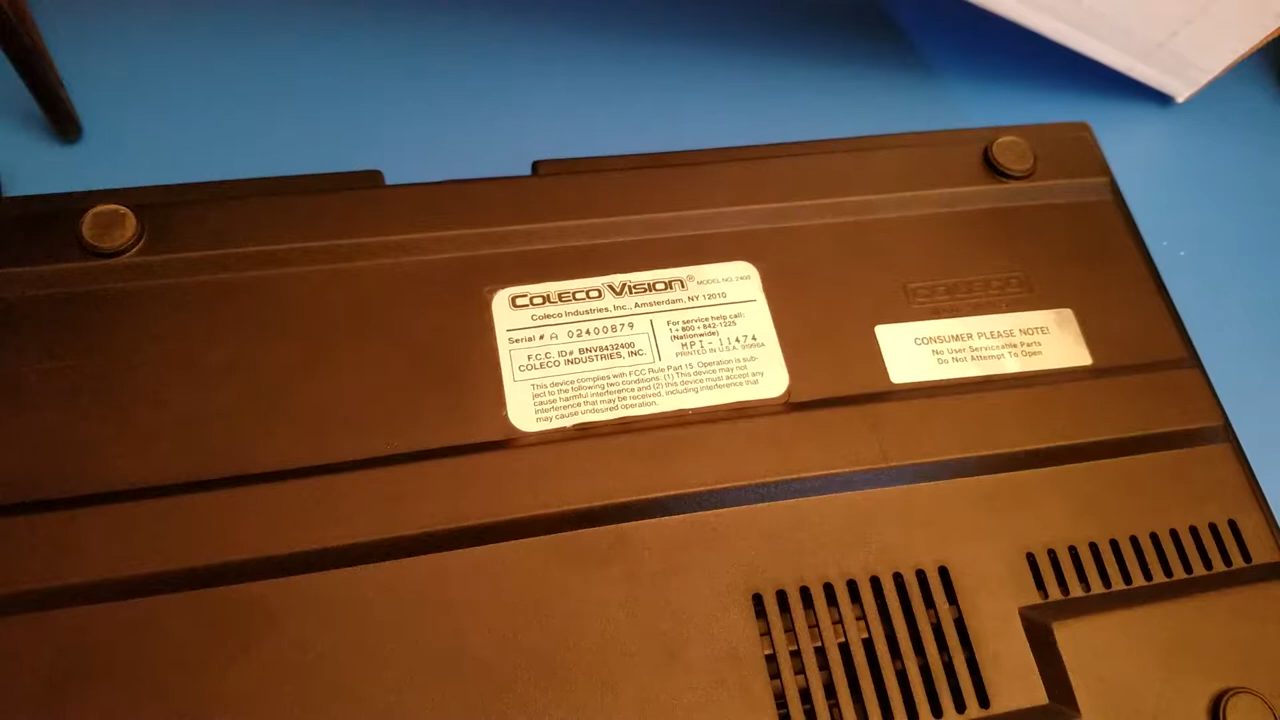 COLECO VISION® MODEL NO. 2400
Coleco Industries, Inc., Amsterdam, NY 12010
Serial # A 02400879
F.C.C. ID# BNV8432400
COLECO INDUSTRIES, INC.
For service help call:
1 + 800 + 842-1225
(Nationwide)
MPI-11474
PRINTED IN U.S.A.
This device complies with FCC Rule Part 15. Operation is sub-
ject to the following two conditions: (1) This device may not
cause harmful interference and (2) this device must accept any
interference that may be received, including interference that
may cause undesired operation.
COLECO
CONSUMER PLEASE NOTE!
No User Serviceable Parts
Do Not Attempt To Open